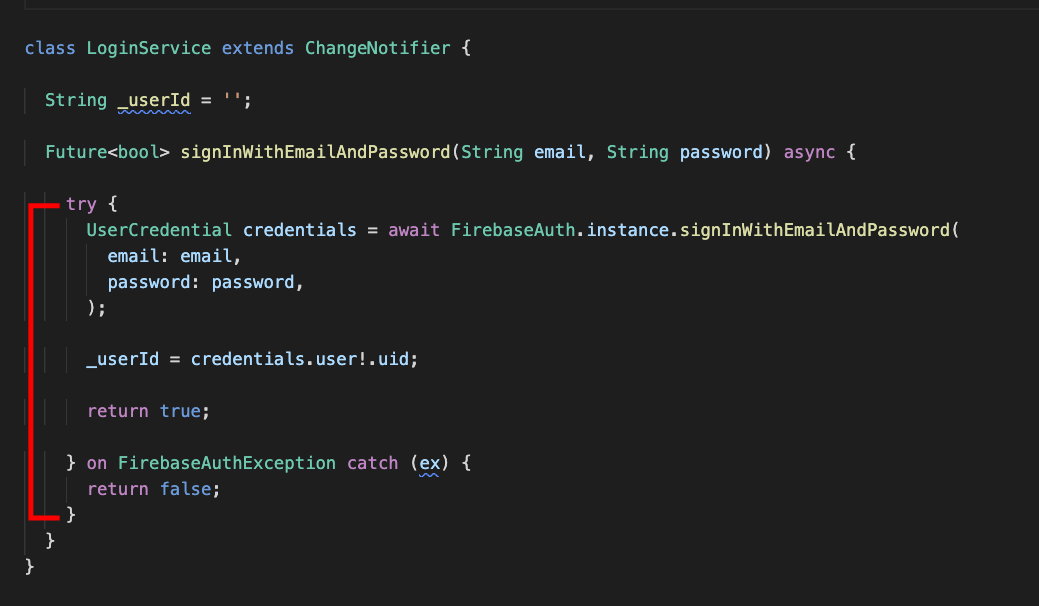 class LoginService extends ChangeNotifier {
String _userId = '';
Future<bool> signInWithEmailAndPassword(String email, String password) async {
try {
UserCredential credentials = await FirebaseAuth.instance.signInWithEmailAndPassword(
email: email,
password: password,
);
_userId = credentials.user!.uid;
return true;
} on FirebaseAuthException catch (ex) {
return false;
}
}
}